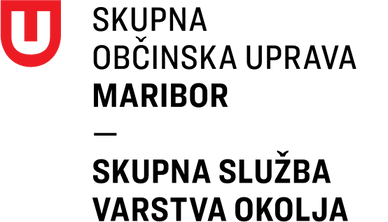 U
SKUPNA
OBČINSKA UPRAVA
MARIBOR
—
SKUPNA SLUŽBA
VARSTVA OKOLJA